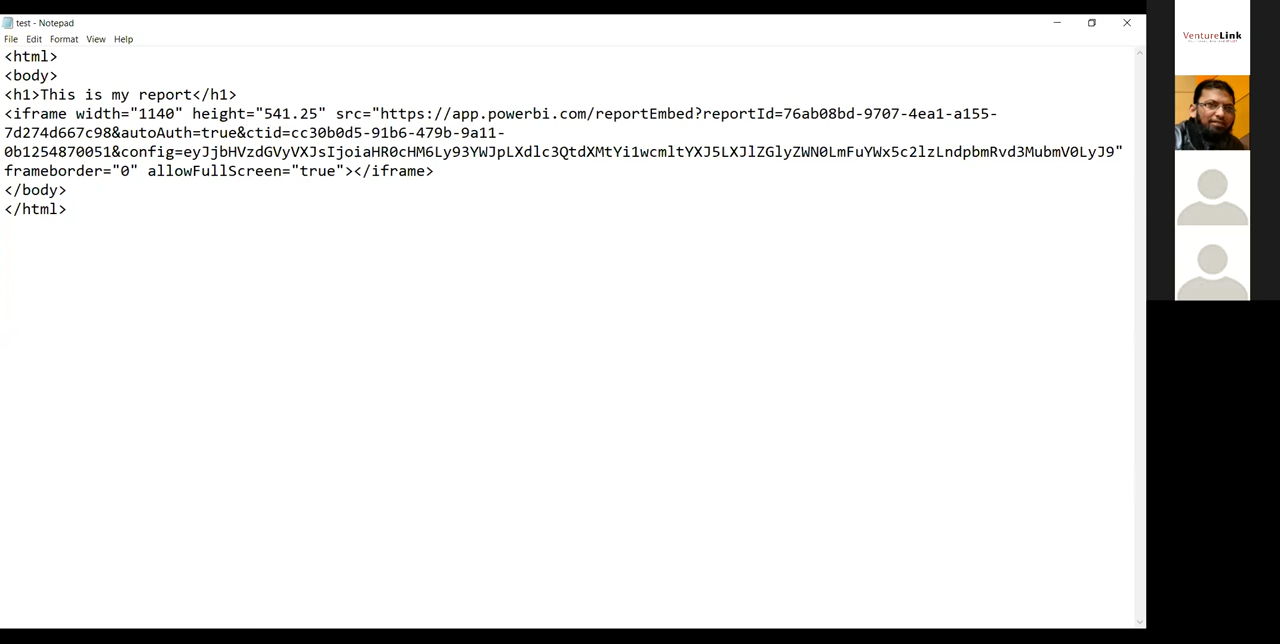 test - Notepad
File Edit Format View Help
<html>
<body>
<h1>This is my report</h1>
<iframe width="1140" height="541.25" src="https://app.powerbi.com/reportEmbed?reportId=76ab08bd-9707-4ea1-a155-
7d274d667c98&autoAuth=true&ctid=cc30b0d5-91b6-479b-9a11-
0b1254870051&config=eyJjbHVzdGVyVXJsIjoiaHR0cHM6Ly93YWJpLXdlc3QtdXMtYi1wcmltYXJ5LXJlZGlyZWN0LmFuYWx5c2lzLndpbmRvd3MubmV0LyJ9"
frameborder="0" allowFullScreen="true"></iframe>
</body>
</html>
VentureLink